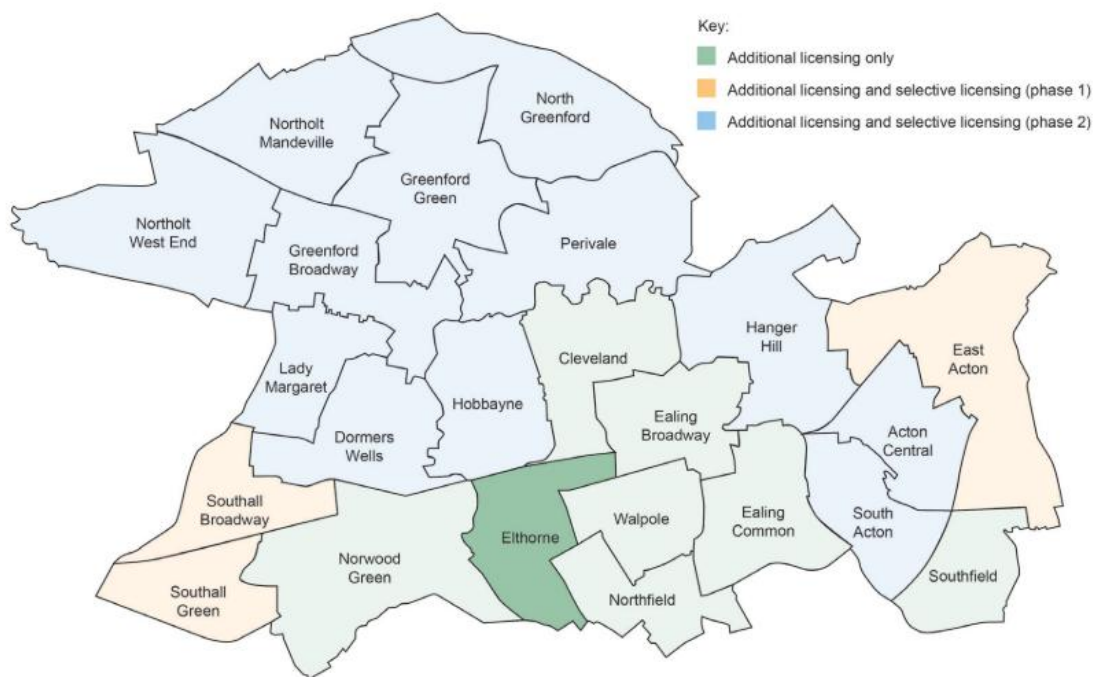 Key:
Additional licensing only
Additional licensing and selective licensing (phase 1)
Additional licensing and selective licensing (phase 2)
North
Greenford
Northolt
Mandeville
Greenford
Green
Northolt
West End
Greenford
Broadway
Perivale
Hanger
Hill
East
Acton
Cleveland
Lady
Margaret
Hobbayne
Ealing
Broadway
Dormers
Wells
Acton
Central
Southall
Broadway
Walpole
Ealing
Common
South
Acton
Elthorne
Norwood
Green
Southfield
Southall
Green
Northfield